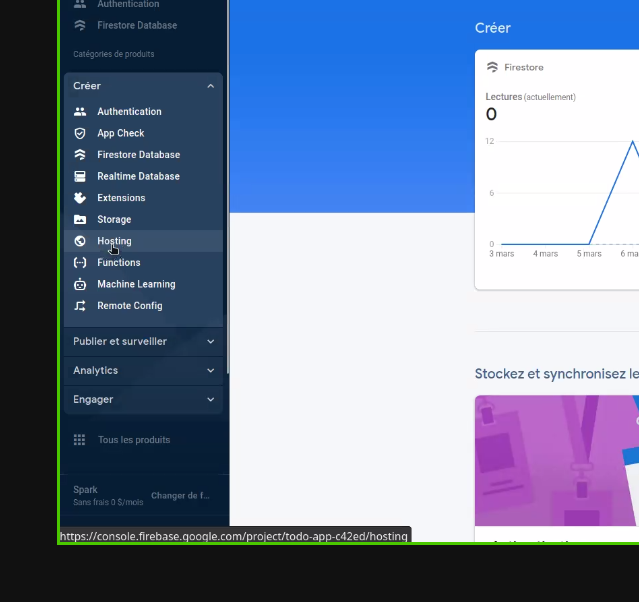 Authentication
Firestore Database
Catégories de produits
Créer
Authentication
App Check
Firestore Database
Realtime Database
Extensions
Storage
Hosting
Functions
Machine Learning
Remote Config
Publier et surveiller
Analytics
Engager
Tous les produits
Spark
Sans frais 0 $/mois
Changer de f...
https://console.firebase.google.com/project/todo-app-c42ed/hosting
Créer
Firestore
Lectures (actuellement)
0
12
6
0
3 mars 4 mars 5 mars 6 ma
Stockez et synchronisez le